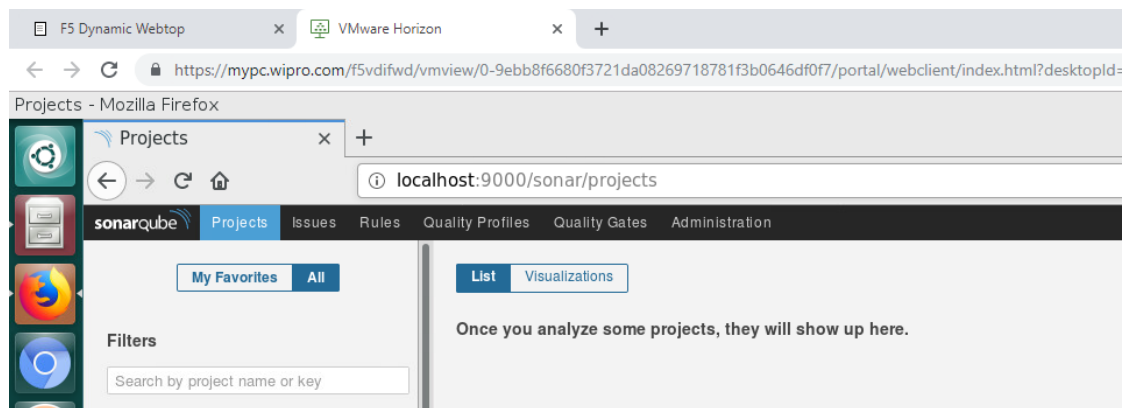 F5 Dynamic Webtop VMware Horizon
https://mypc.wipro.com/f5vdifwd/vmview/0-9ebb8f6680f3721da08269718781f3b0646df0f7/portal/webclient/index.html?desktopId=
Projects - Mozilla Firefox
Projects
localhost:9000/sonar/projects
sonarqube Projects Issues Rules Quality Profiles Quality Gates Administration
My Favorites All
List Visualizations
Once you analyze some projects, they will show up here.
Filters
Search by project name or key